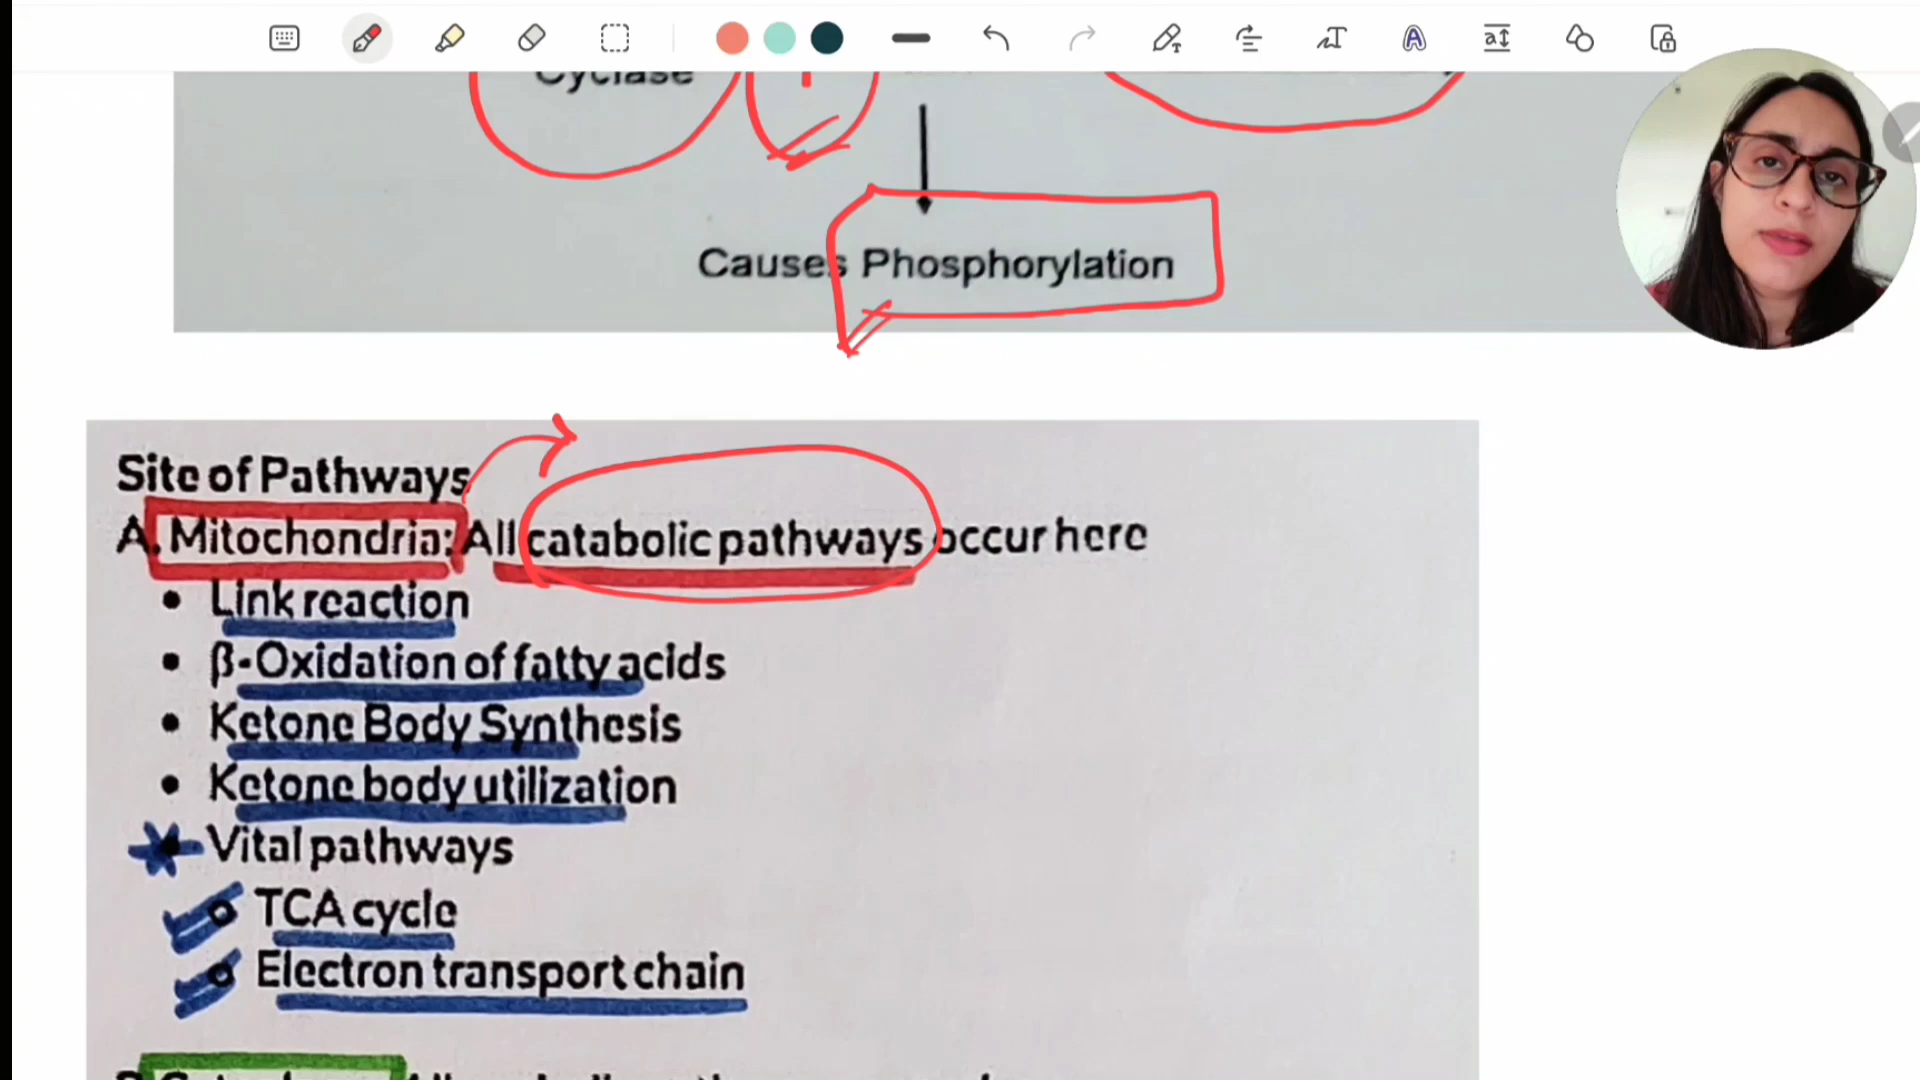 Cyclase
Causes Phosphorylation
Site of Pathways
A. Mitochondria: All catabolic pathways occur here
• Link reaction
• β-Oxidation of fatty acids
• Ketone Body Synthesis
• Ketone body utilization
Vital pathways
TCA cycle
Electron transport chain